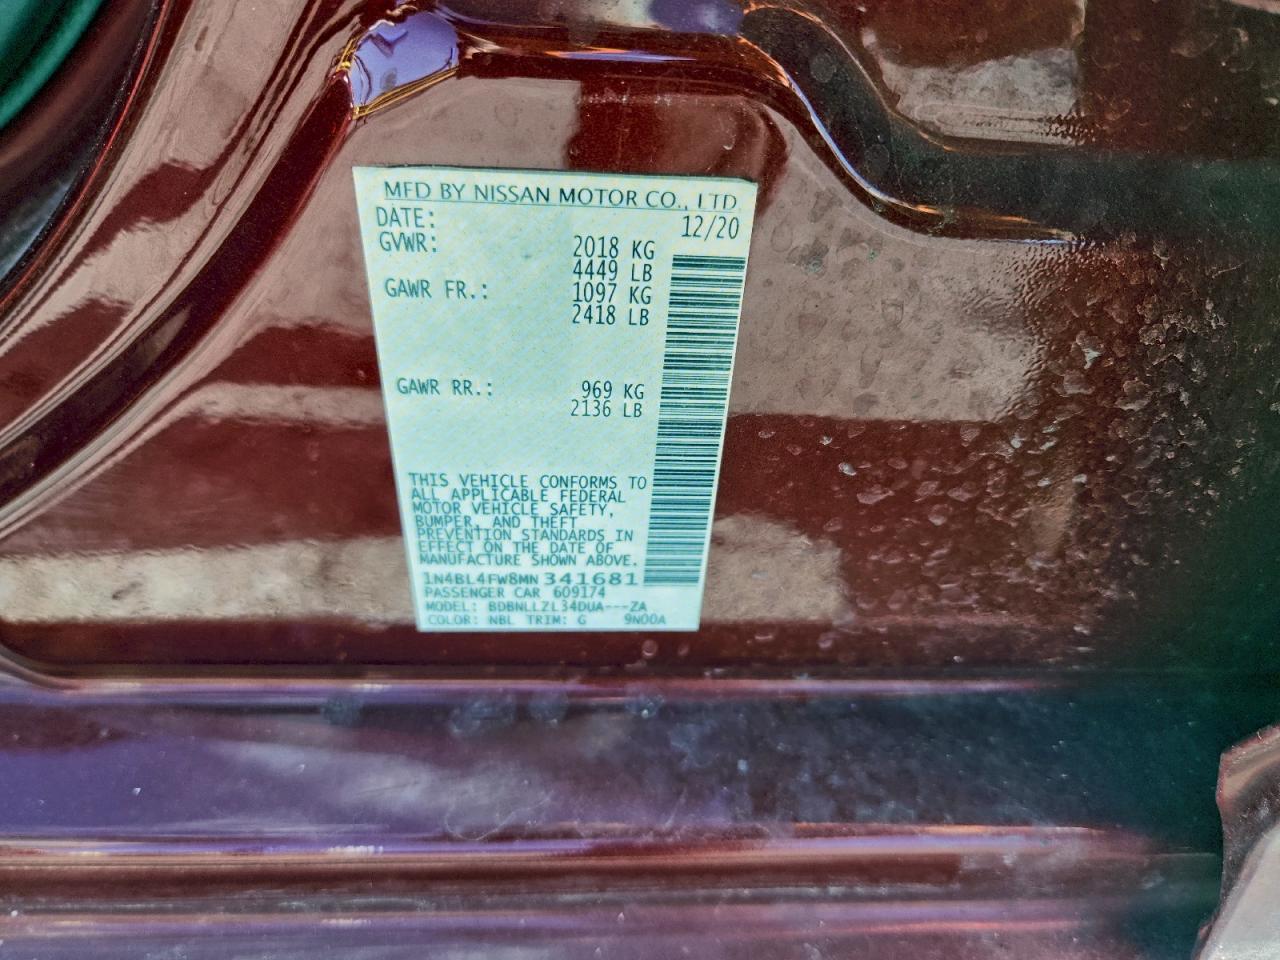 MFD BY NISSAN MOTOR CO., LTD.
DATE: 12/20
GVWR: 2018 KG
4449 LB
GAWR FR.: 1097 KG
2418 LB
GAWR RR.: 969 KG
2136 LB
THIS VEHICLE CONFORMS TO
ALL APPLICABLE FEDERAL
MOTOR VEHICLE SAFETY,
BUMPER, AND THEFT
PREVENTION STANDARDS IN
EFFECT ON THE DATE OF
MANUFACTURE SHOWN ABOVE.
1N4BL4FW8MN341681
PASSENGER CAR 609174
MODEL: BDBNLLZL34DUA---ZA
COLOR: NBL TRIM: G 9N00A